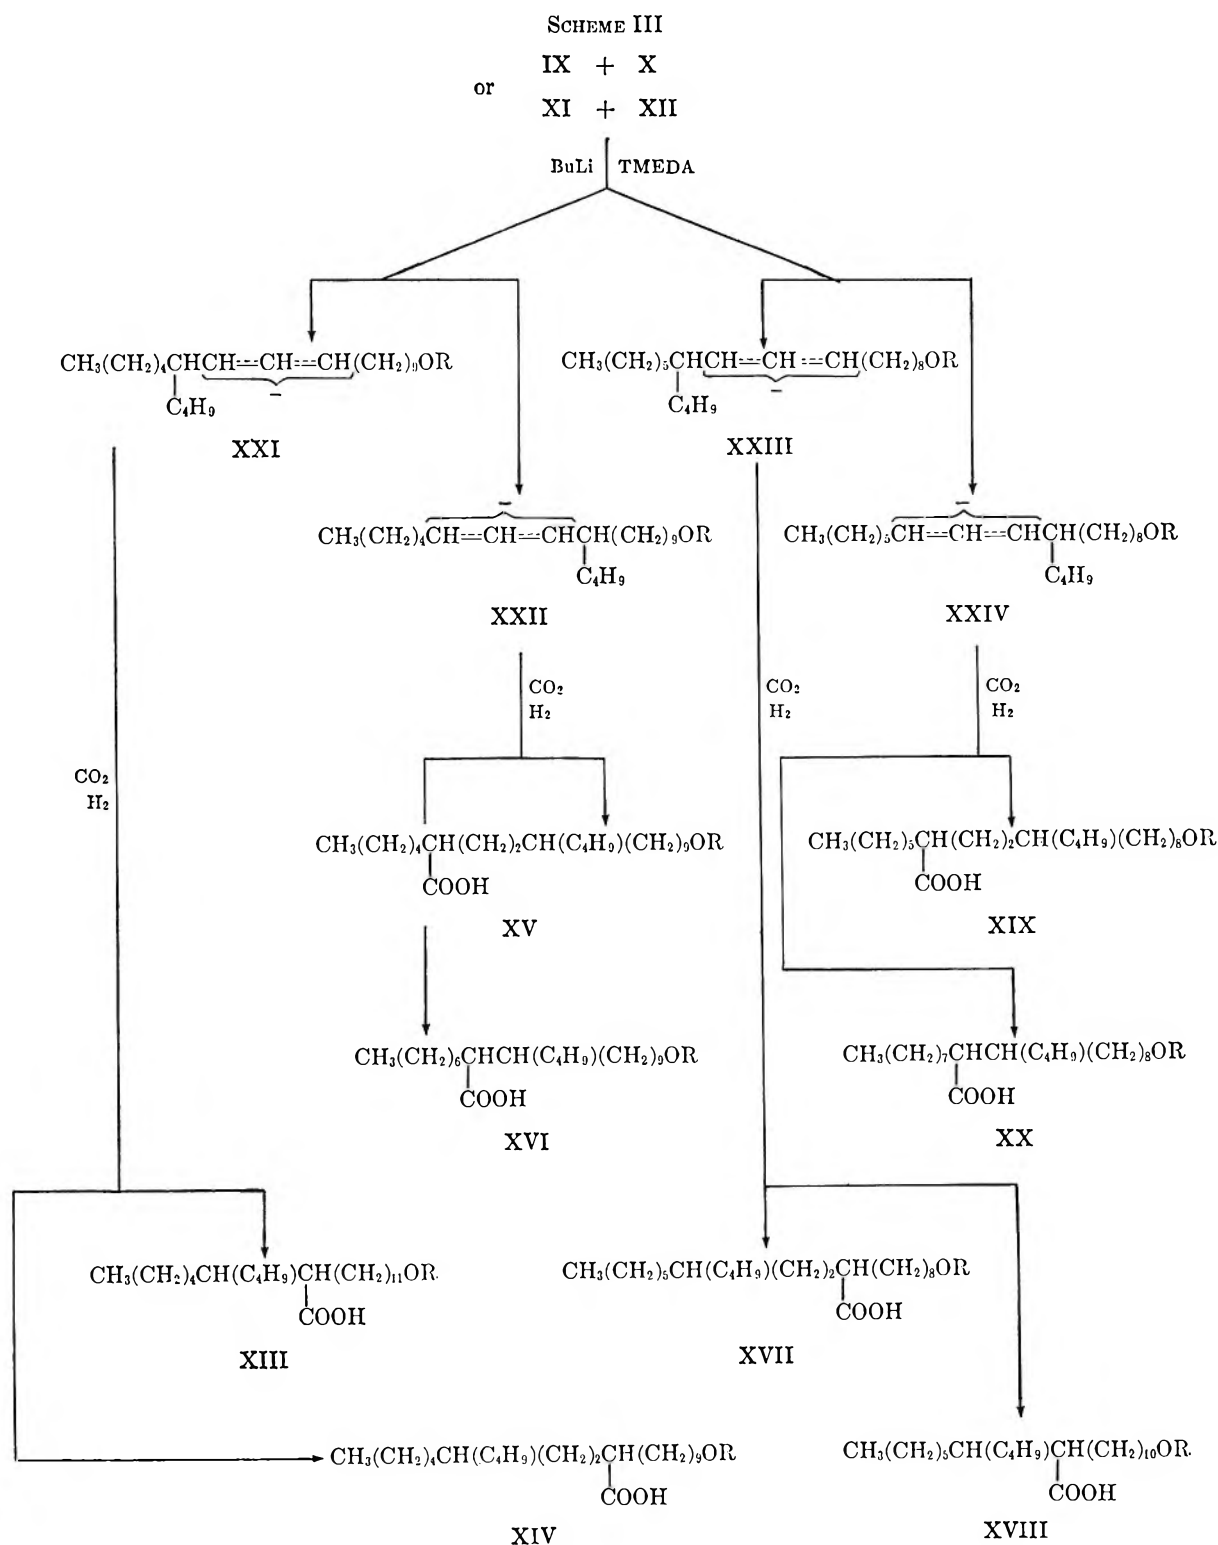 SCHEME III
IX + X
or
XI + XII
BuLi TMEDA
CH₃(CH₂)₄CHCH==CH==CH(CH₂)₉OR
−
C₄H₉
XXI
CH₃(CH₂)₅CHCH==CH==CH(CH₂)₈OR
−
C₄H₉
XXIII
−
CH₃(CH₂)₄CH==CH==CHCH(CH₂)₉OR
C₄H₉
XXII
−
CH₃(CH₂)₅CH==CH==CHCH(CH₂)₈OR
C₄H₉
XXIV
CO₂
H₂
CO₂
H₂
CO₂
H₂
CO₂
H₂
CH₃(CH₂)₄CH(CH₂)₂CH(C₄H₉)(CH₂)₉OR
COOH
XV
CH₃(CH₂)₅CH(CH₂)₂CH(C₄H₉)(CH₂)₈OR
COOH
XIX
CH₃(CH₂)₆CHCH(C₄H₉)(CH₂)₉OR
COOH
XVI
CH₃(CH₂)₇CHCH(C₄H₉)(CH₂)₈OR
COOH
XX
CH₃(CH₂)₄CH(C₄H₉)CH(CH₂)₁₁OR
COOH
XIII
CH₃(CH₂)₅CH(C₄H₉)(CH₂)₂CH(CH₂)₈OR
COOH
XVII
CH₃(CH₂)₄CH(C₄H₉)(CH₂)₂CH(CH₂)₉OR
COOH
XIV
CH₃(CH₂)₅CH(C₄H₉)CH(CH₂)₁₀OR
COOH
XVIII